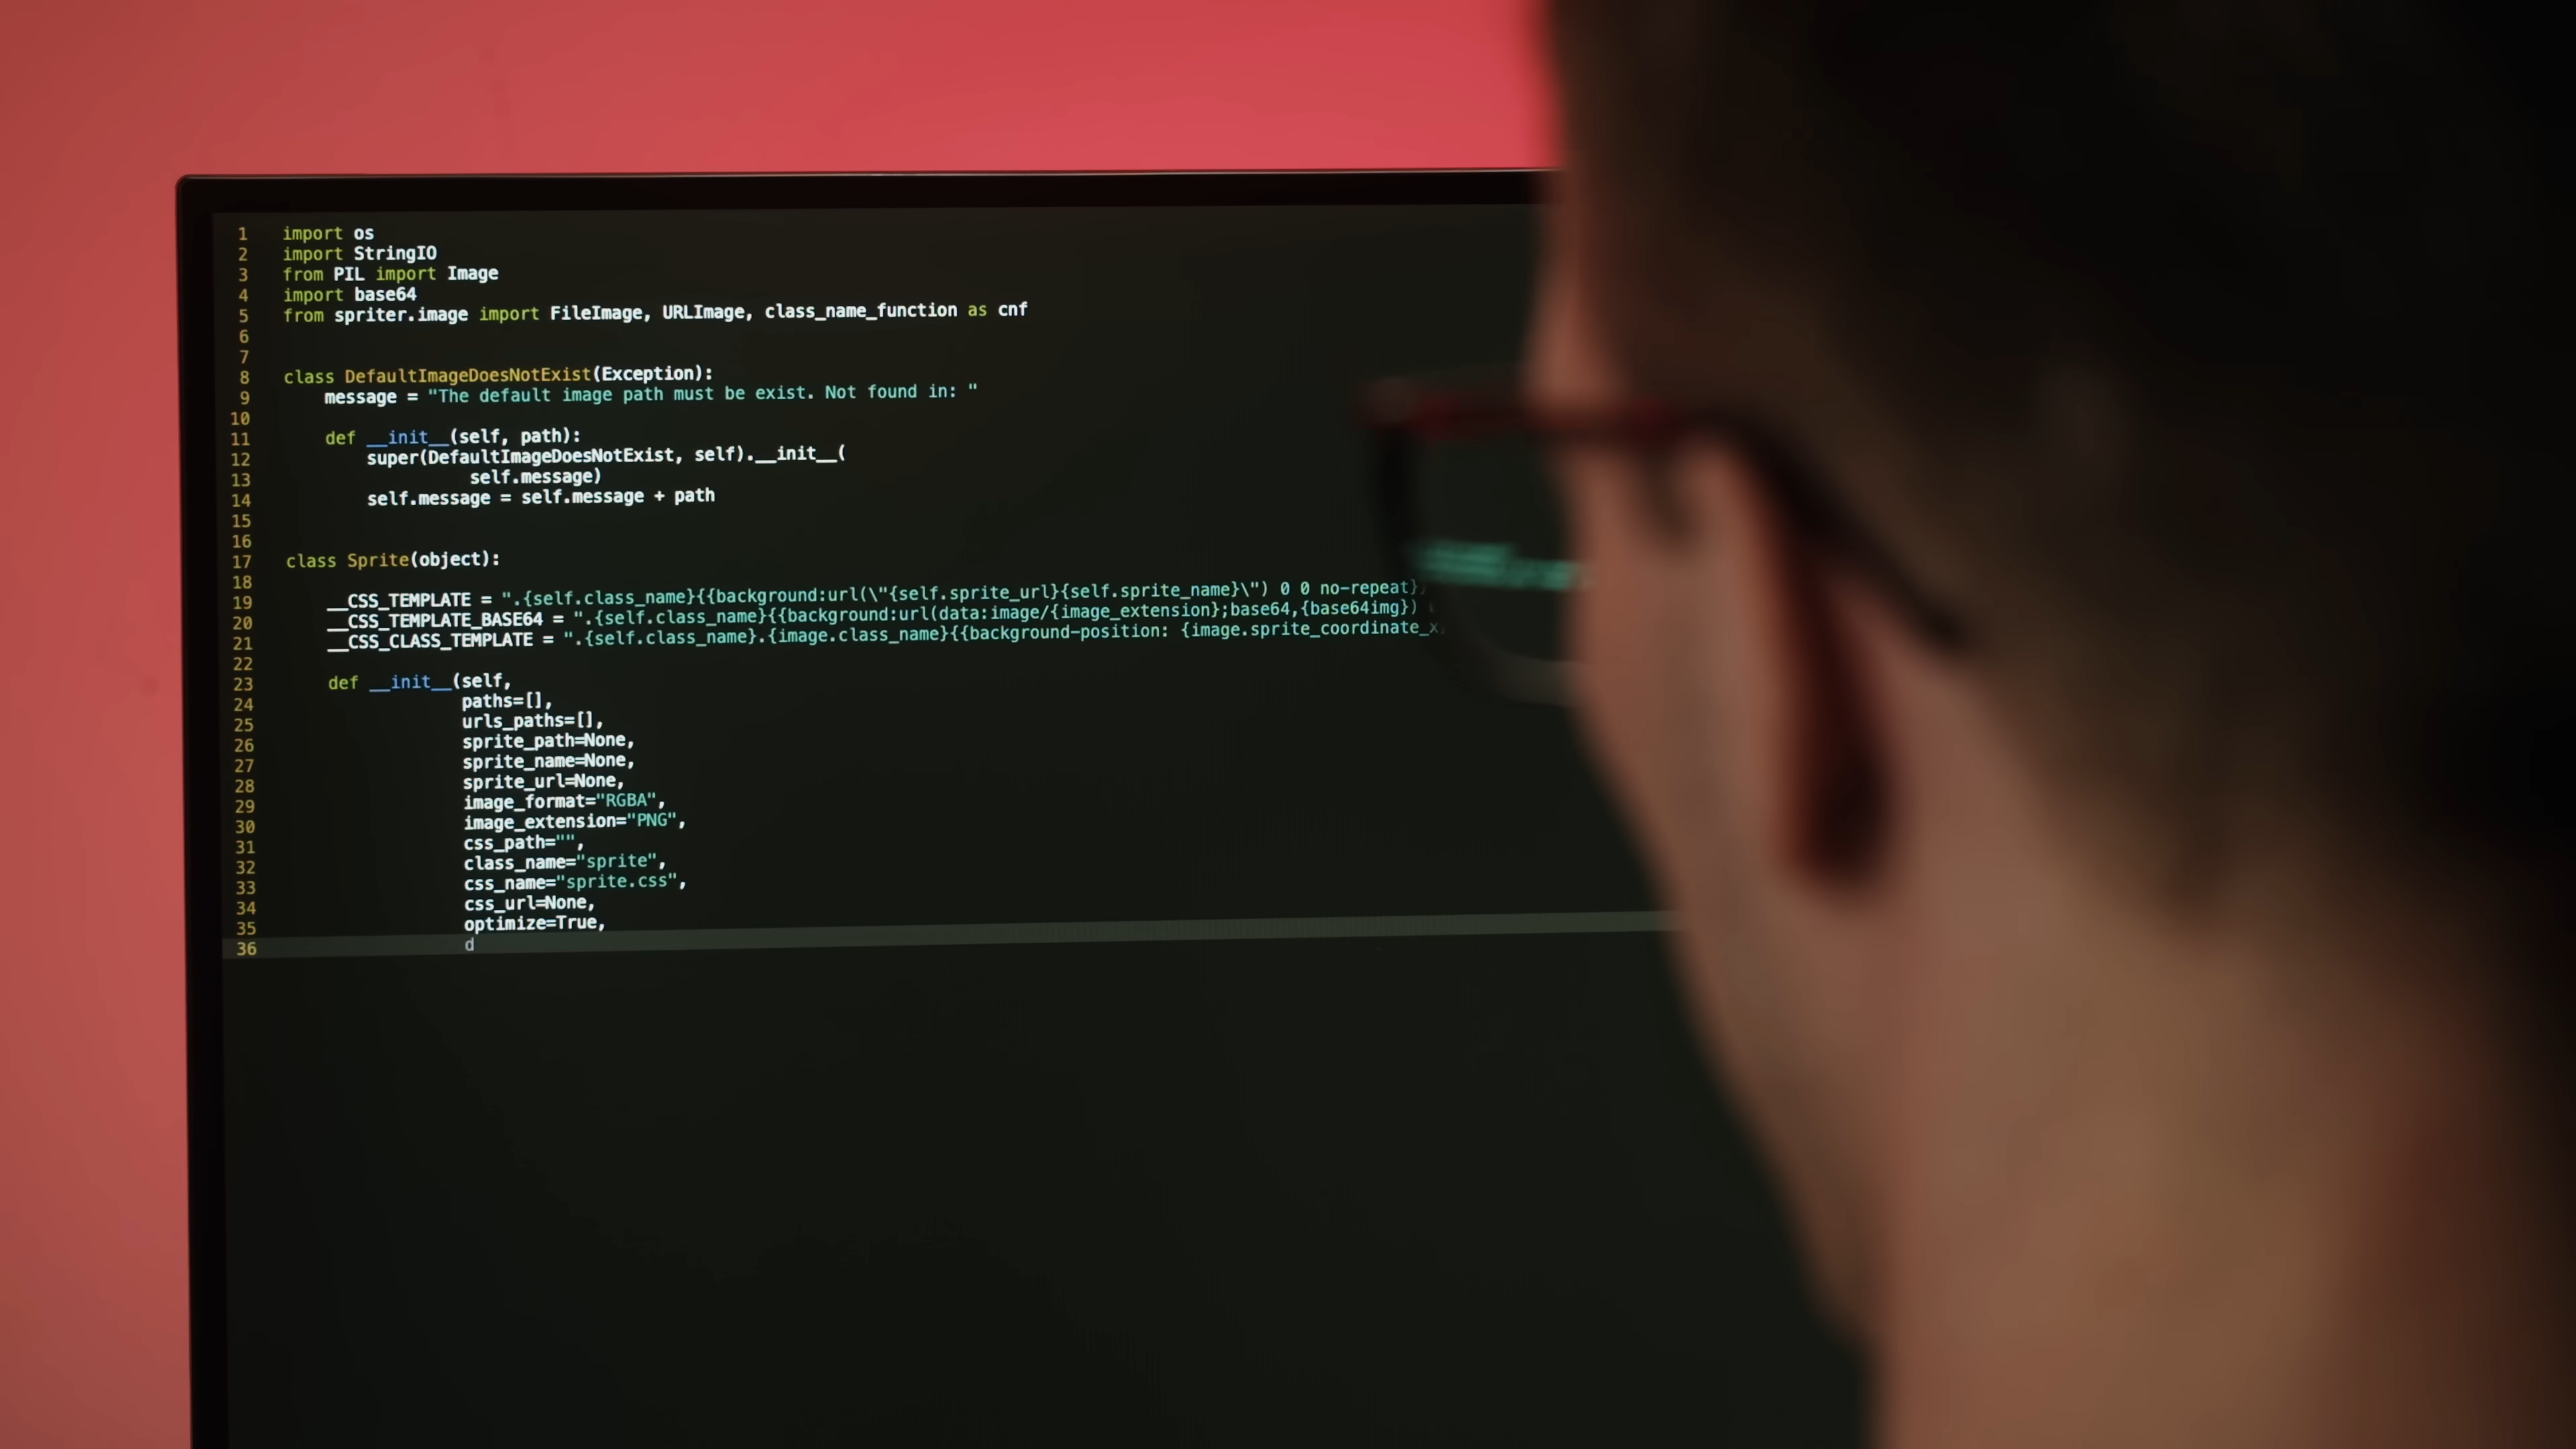 1 import os
2 import StringIO
3 from PIL import Image
4 import base64
5 from spriter.image import FileImage, URLImage, class_name_function as cnf
6
7
8 class DefaultImageDoesNotExist(Exception):
9 message = "The default image path must be exist. Not found in: "
10
11 def __init__(self, path):
12 super(DefaultImageDoesNotExist, self).__init__(
13 self.message)
14 self.message = self.message + path
15
16
17 class Sprite(object):
18
19 __CSS_TEMPLATE = ".{self.class_name}{{background:url(\"{self.sprite_url}{self.sprite_name}\") 0 0 no-repeat}
20 __CSS_TEMPLATE_BASE64 = ".{self.class_name}{{background:url(data:image/{image_extension};base64,{base64img})
21 __CSS_CLASS_TEMPLATE = ".{self.class_name}.{image.class_name}{{background-position: {image.sprite_coordinate_x
22
23 def __init__(self,
24 paths=[],
25 urls_paths=[],
26 sprite_path=None,
27 sprite_name=None,
28 sprite_url=None,
29 image_format="RGBA",
30 image_extension="PNG",
31 css_path="",
32 class_name="sprite",
33 css_name="sprite.css",
34 css_url=None,
35 optimize=True,
36 d